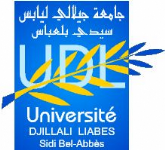 جامعة جيلالي ليابس
سيدي بلعباس
UDL
Université
DJILLALI LIABES
Sidi Bel-Abbès